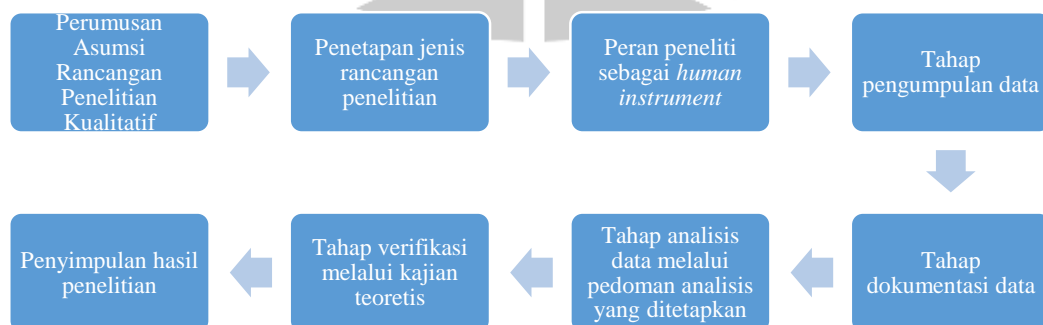 Perumusan
Asumsi
Rancangan
Penelitian
Kualitatif
Penetapan jenis
rancangan
penelitian
Peran peneliti
sebagai human
instrument
Tahap
pengumpulan data
Tahap
dokumentasi data
Tahap analisis
data melalui
pedoman analisis
yang ditetapkan
Tahap verifikasi
melalui kajian
teoretis
Penyimpulan hasil
penelitian